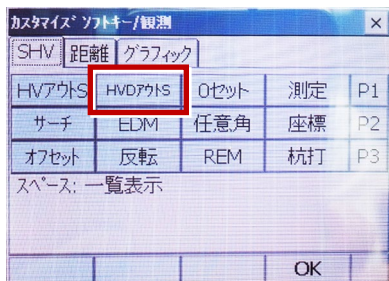 カスタマイズ ソフトキー/観測 ×
SHV 距離 グラフィック
HVアウトS HVDアウトS 0セット 測定 P1
サーチ EDM 任意角 座標 P2
オフセット 反転 REM 杭打 P3
スペース: 一覧表示
OK